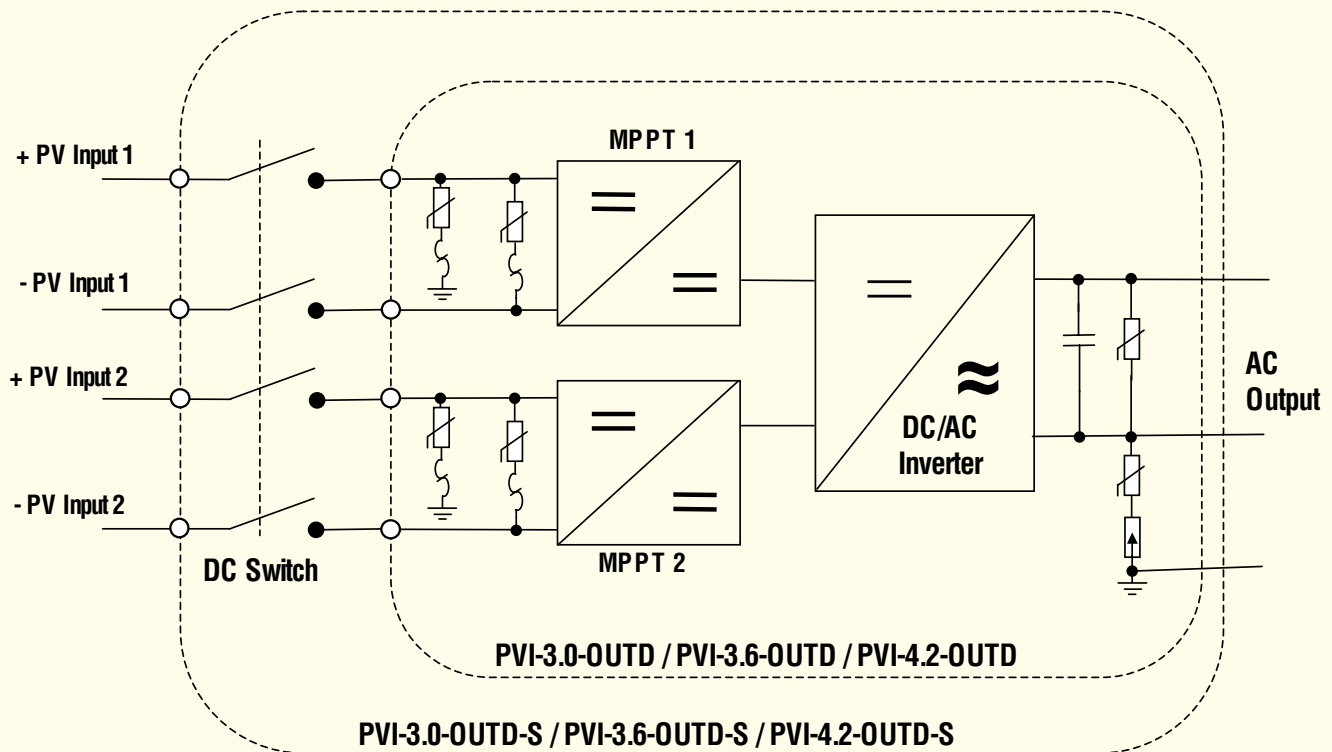 MPPT 1
+ PV Input 1
- PV Input 1
+ PV Input 2
- PV Input 2
DC Switch
MPPT 2
DC/AC
Inverter
AC
Output
PVI-3.0-OUTD / PVI-3.6-OUTD / PVI-4.2-OUTD
PVI-3.0-OUTD-S / PVI-3.6-OUTD-S / PVI-4.2-OUTD-S